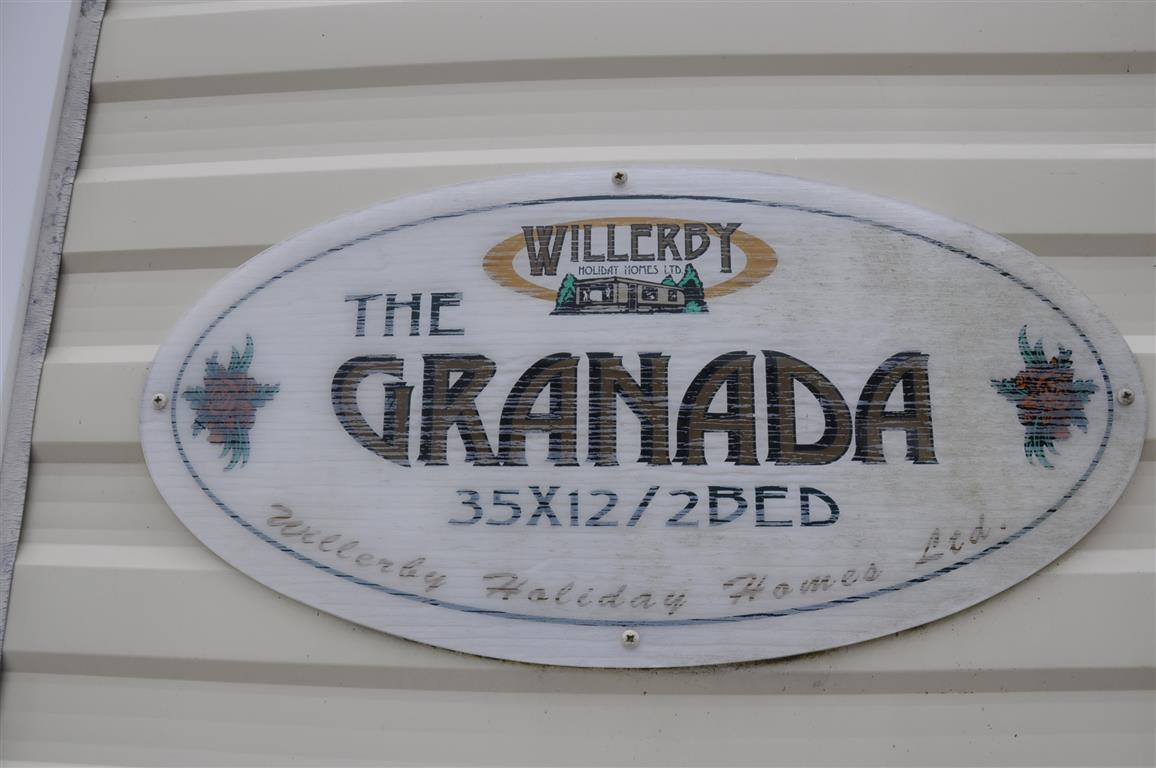 WILLERBY
HOLIDAY HOMES LTD.
THE
GRANADA
35X12/2BED
Willerby Holiday Homes Ltd.